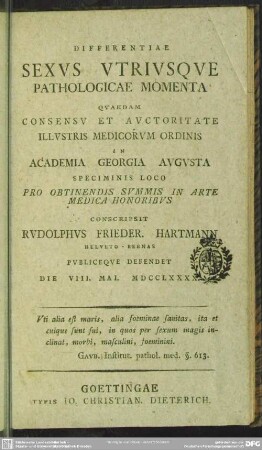 DIFFERENTIAE
SEXVS VTRIVSQVE
PATHOLOGICAE MOMENTA
QVAEDAM
CONSENSV ET AVCTORITATE
ILLVSTRIS MEDICORVM ORDINIS
IN
ACADEMIA GEORGIA AVGVSTA
SPECIMINIS LOCO
PRO OBTINENDIS SVMMIS IN ARTE
MEDICA HONORIBVS
CONSCRIPSIT
RVDOLPHVS FRIEDER. HARTMANN
HELVETO-BERNAS
PVBLICEQVE DEFENDET
DIE VIII. MAI. MDCCLXXXX
Vti alia est maris, alia foeminae sanitas, ita et
cuique sunt sui, in quos per sexum magis in-
clinat, morbi, masculini, foeminini.
GAVB. Institut. pathol. med. §. 613.
GOETTINGAE
TYPIS IO. CHRISTIAN. DIETERICH.
DFG